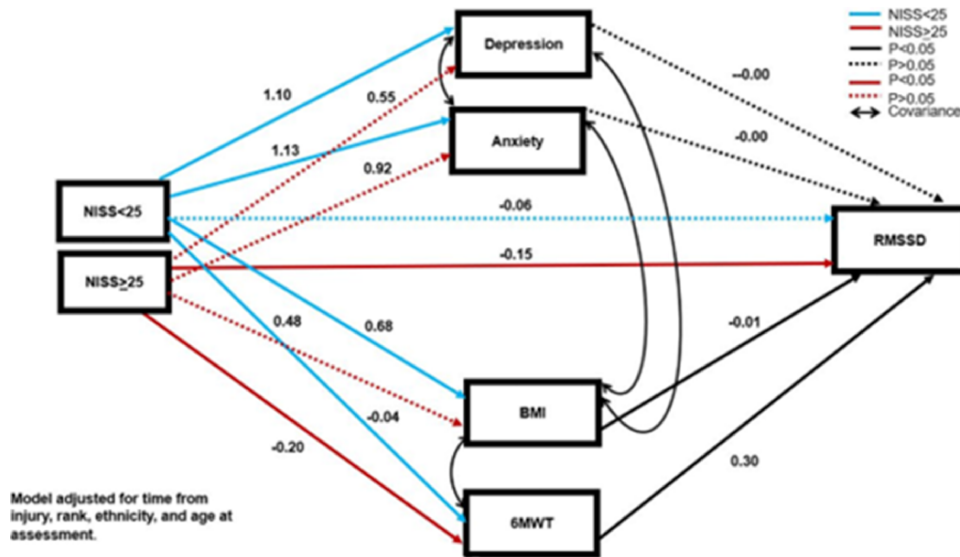 NISS<25
NISS≥25
P<0.05
P>0.05
P<0.05
P>0.05
Covariance
Depression
Anxiety
NISS<25
NISS≥25
RMSSD
BMI
6MWT
1.10
0.55
--0.00
1.13
0.92
-0.00
-0.06
-0.15
0.48
0.68
-0.01
-0.04
-0.20
0.30
Model adjusted for time from
injury, rank, ethnicity, and age at
assessment.